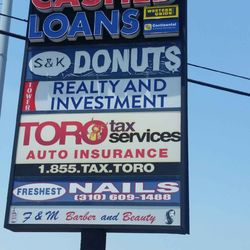 LOANS
WESTERN
UNION
Continental
S&K DONUTS
TOWER
REALTY AND
INVESTMENT
TORO tax
services
AUTO INSURANCE
1.855.TAX.TORO
FRESHEST NAILS
(310) 609-1488
F & M Barber and Beauty